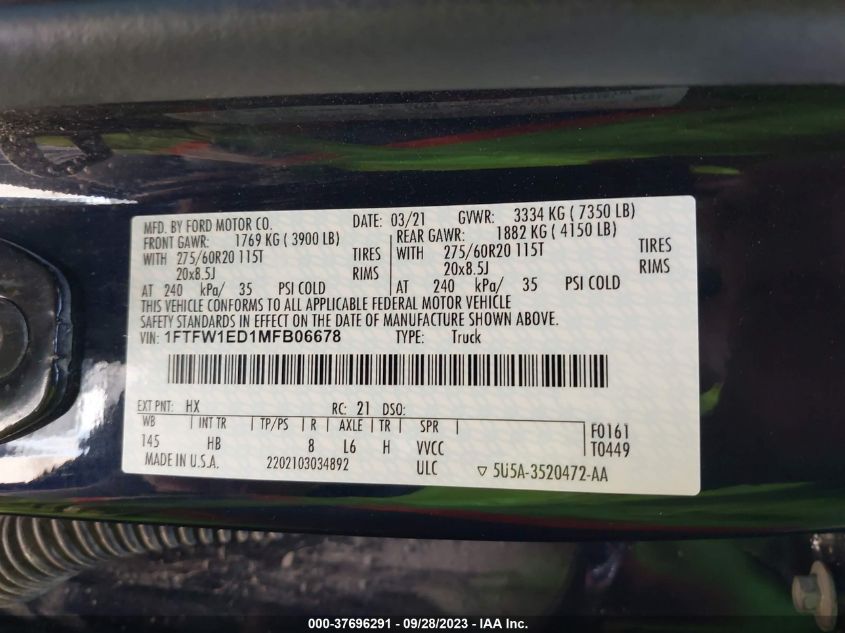 MFD. BY FORD MOTOR CO. DATE: 03/21 GVWR: 3334 KG ( 7350 LB)
FRONT GAWR: 1769 KG ( 3900 LB) REAR GAWR: 1882 KG ( 4150 LB)
WITH 275/60R20 115T TIRES WITH 275/60R20 115T TIRES
20x8.5J RIMS 20x8.5J RIMS
AT 240 kPa/ 35 PSI COLD AT 240 kPa/ 35 PSI COLD
THIS VEHICLE CONFORMS TO ALL APPLICABLE FEDERAL MOTOR VEHICLE
SAFETY STANDARDS IN EFFECT ON THE DATE OF MANUFACTURE SHOWN ABOVE.
VIN: 1FTFW1ED1MFB06678 TYPE: Truck
EXT PNT: HX RC: 21 DSO:
WB INT TR TP/PS R AXLE TR SPR F0161
145 HB 8 L6 H VVCC T0449
MADE IN U.S.A. 2202103034892 ULC ▽ 5U5A-3520472-AA
000-37696291 - 09/28/2023 - IAA Inc.